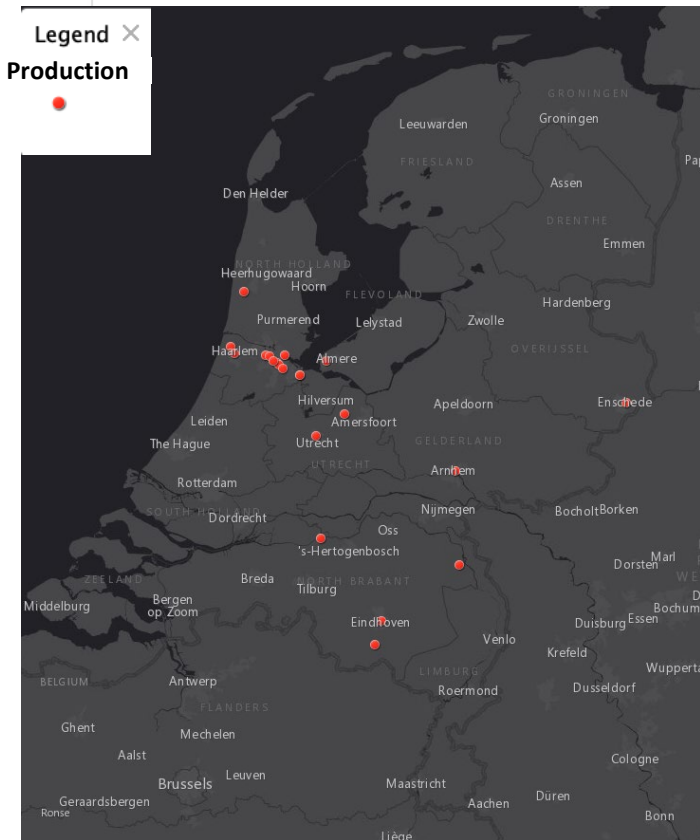 Legend ×
Production
GRONINGEN
Groningen
Leeuwarden
FRIESLAND
Assen
Den Helder
DRENTHE
Emmen
NORTH HOLLAND
Heerhugowaard
Hoorn
FLEVOLAND
Hardenberg
Purmerend
Lelystad
Zwolle
Haarlem
Almere
OVERIJSSEL
Hilversum
Apeldoorn
Enschede
Leiden
Amersfoort
The Hague
Utrecht
GELDERLAND
UTRECHT
Arnhem
Rotterdam
SOUTH HOLLAND
Dordrecht
Nijmegen
Bocholt
Borken
Oss
's-Hertogenbosch
Marl
Dorsten
ZEELAND
Breda
NORTH BRABANT
Tilburg
Middelburg
Bergen
op Zoom
Bochum
Eindhoven
Duisburg
Essen
Venlo
Krefeld
LIMBURG
BELGIUM
Antwerp
Roermond
Dusseldorf
FLANDERS
Ghent
Mechelen
Aalst
Cologne
Leuven
Brussels
Maastricht
Geraardsbergen
Aachen
Düren
Ronse
Bonn
Liège